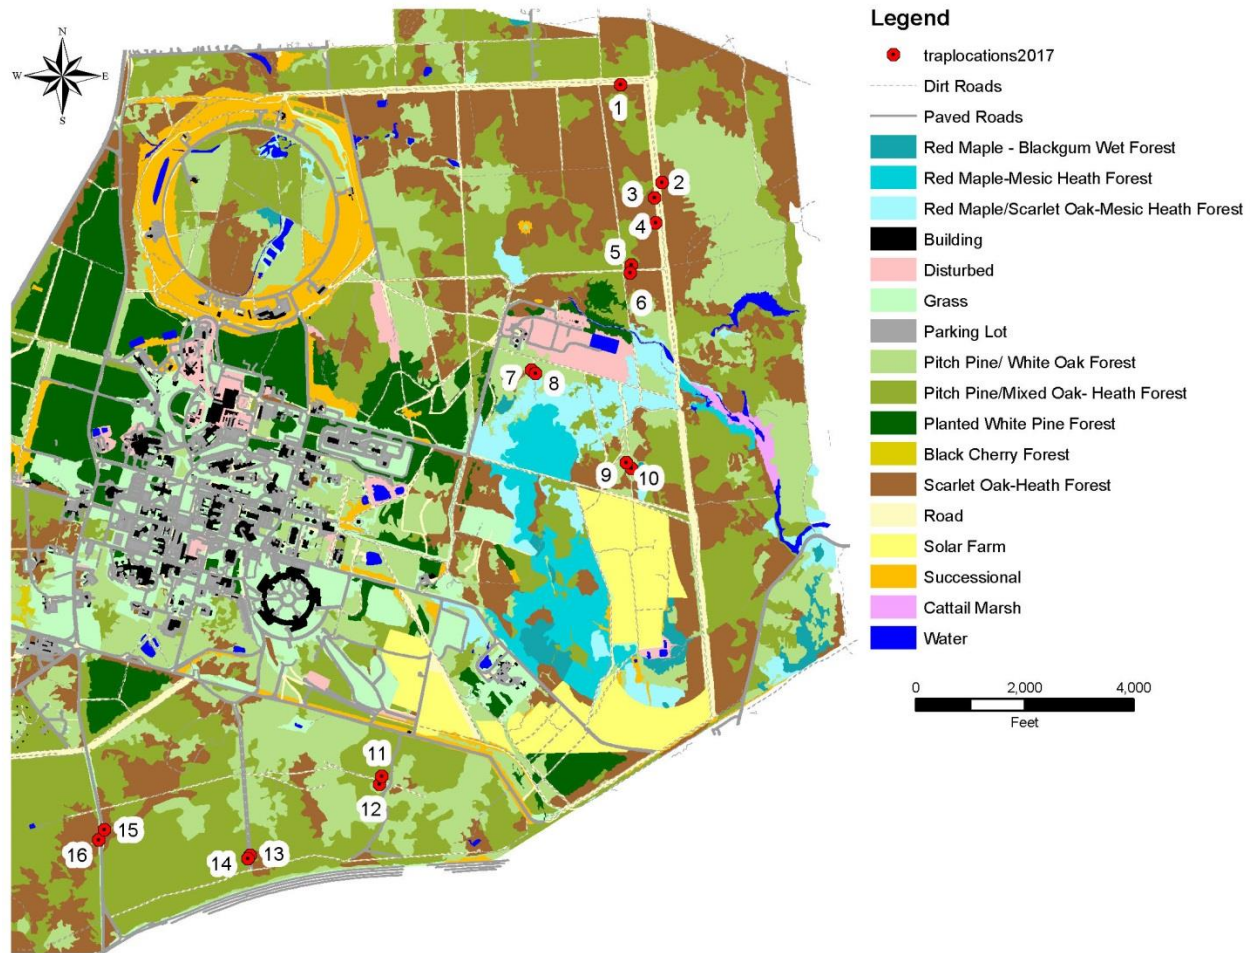 N
W E
S
Legend
traplocations2017
Dirt Roads
Paved Roads
Red Maple - Blackgum Wet Forest
Red Maple-Mesic Heath Forest
Red Maple/Scarlet Oak-Mesic Heath Forest
Building
Disturbed
Grass
Parking Lot
Pitch Pine/ White Oak Forest
Pitch Pine/Mixed Oak- Heath Forest
Planted White Pine Forest
Black Cherry Forest
Scarlet Oak-Heath Forest
Road
Solar Farm
Successional
Cattail Marsh
Water
0 2,000 4,000
Feet
1
2
3
4
5
6
7
8
9
10
11
12
13
14
15
16